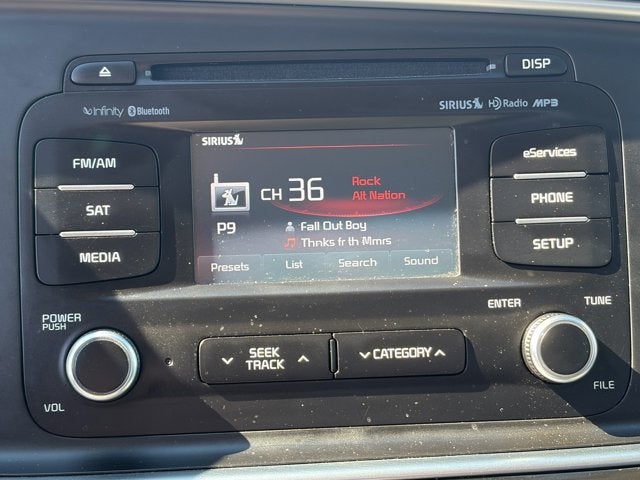 DISP
infinity Bluetooth
SIRIUS HD Radio MP3
FM/AM
SAT
MEDIA
SIRIUS
CH 36
Rock
Alt Nation
P9
Fall Out Boy
Thnks fr th Mmrs
Presets List Search Sound
eServices
PHONE
SETUP
POWER
PUSH
VOL
SEEK
TRACK
CATEGORY
ENTER
TUNE
FILE